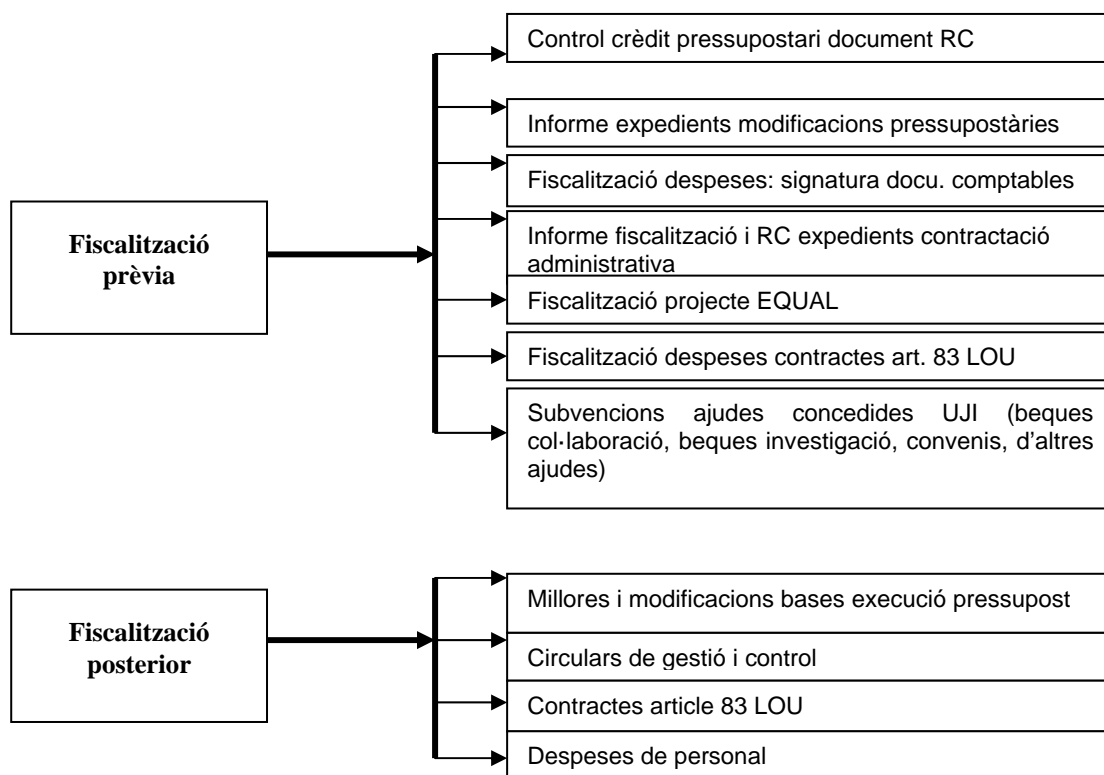 Control crèdit pressupostari document RC
Informe expedients modificacions pressupostàries
Fiscalització despeses: signatura docu. comptables
Fiscalització
prèvia
Informe fiscalització i RC expedients contractació
administrativa
Fiscalització projecte EQUAL
Fiscalització despeses contractes art. 83 LOU
Subvencions ajudes concedides UJI (beques
col·laboració, beques investigació, convenis, d'altres
ajudes)
Fiscalització
posterior
Millores i modificacions bases execució pressupost
Circulars de gestió i control
Contractes article 83 LOU
Despeses de personal